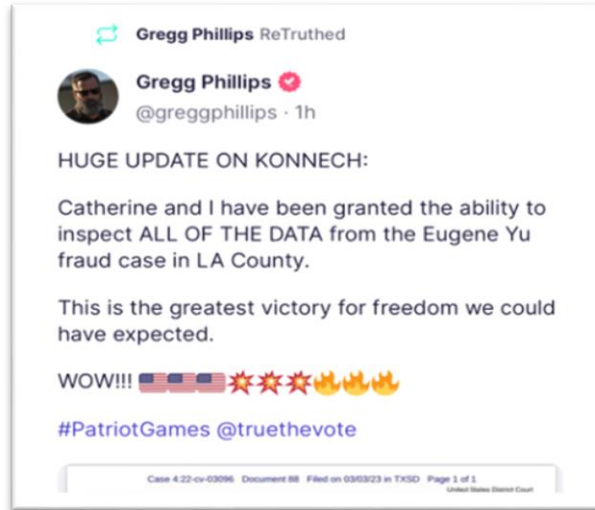 Gregg Phillips ReTruthed
Gregg Phillips
@greggphillips · 1h
HUGE UPDATE ON KONNECH:
Catherine and I have been granted the ability to
inspect ALL OF THE DATA from the Eugene Yu
fraud case in LA County.
This is the greatest victory for freedom we could
have expected.
WOW!!! 🇺🇸🇺🇸🇺🇸💥💥💥🔥🔥🔥
#PatriotGames @truethevote
Case 4:22-cv-03096 Document 88 Filed on 03/03/23 in TXSD Page 1 of 1
United States District Court